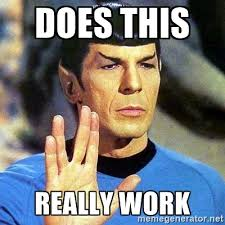 DOES THIS
REALLY WORK
memegenerator.net